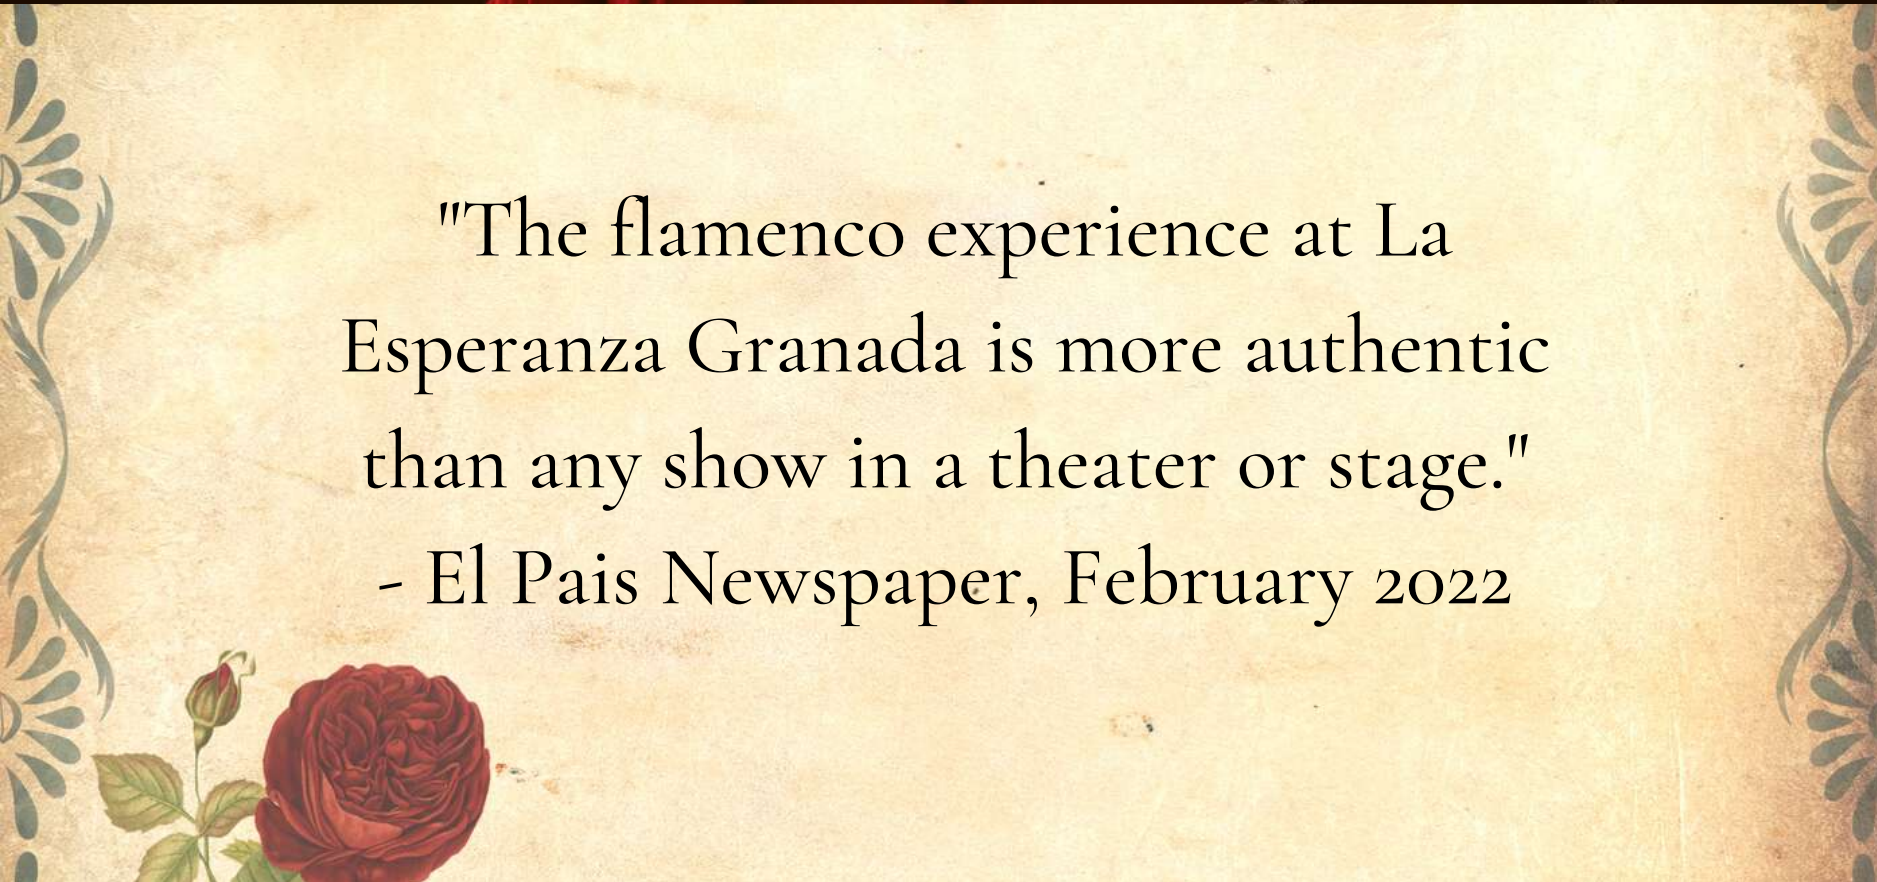 "The flamenco experience at La
Esperanza Granada is more authentic
than any show in a theater or stage."
- El Pais Newspaper, February 2022